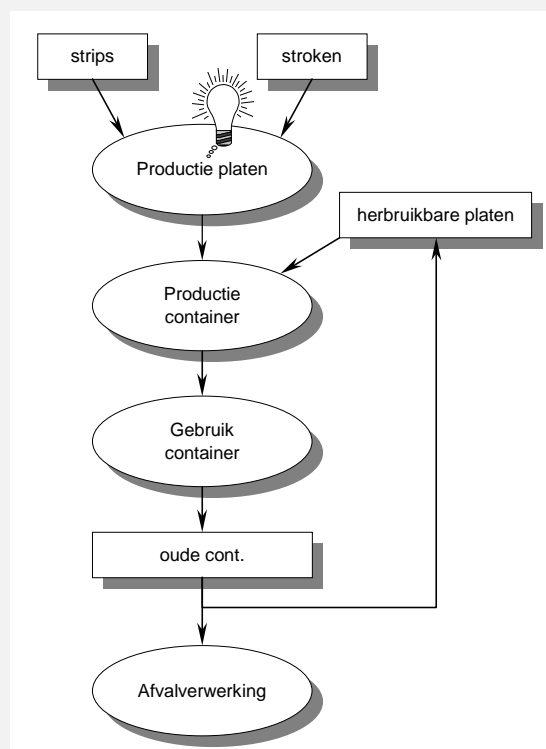 strips
stroken
Productie platen
herbruikbare platen
Productie
container
Gebruik
container
oude cont.
Afvalverwerking